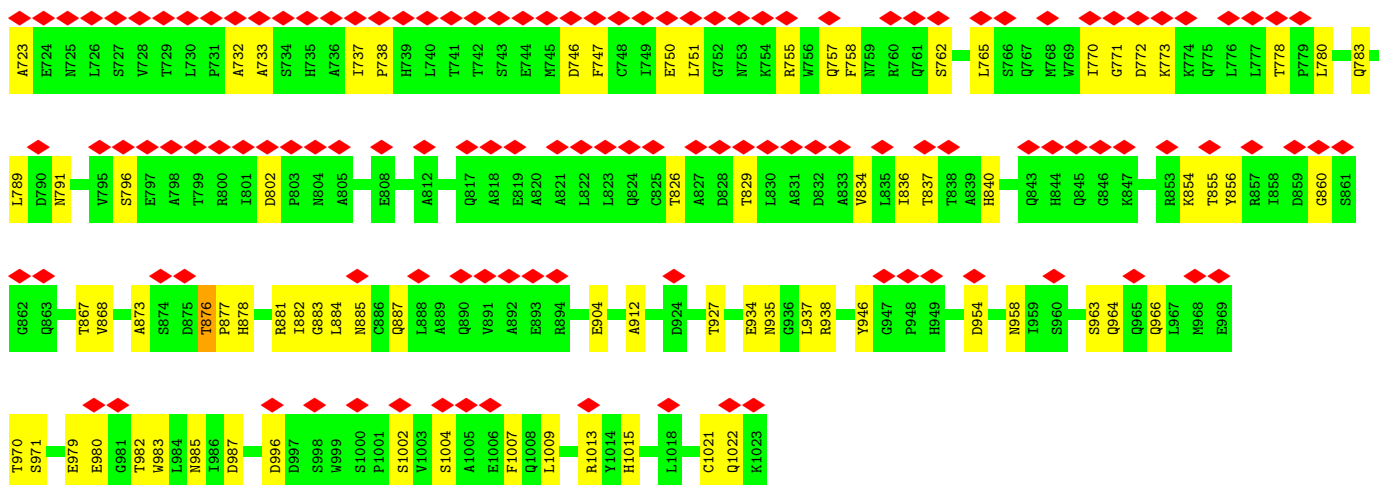 A723 E724 N725 L726 S727 V728 T729 L730 P731 A732 A733 S734 H735 A736 I737 P738 H739 L740 T741 T742 S743 E744 M745 D746 F747 C748 I749 E750 L751 G752 N753 K754 R755 W756 Q757 F758 N759 R760 Q761 S762 L765 S766 Q767 M768 W769 I770 G771 D772 K773 K774 Q775 L776 L777 T778 P779 L780 Q783
L789 D790 N791 V795 S796 E797 A798 T799 R800 I801 D802 P803 N804 A805 E808 A812 Q817 A818 E819 A820 A821 L822 L823 Q824 C825 T826 A827 D828 T829 L830 A831 D832 A833 V834 L835 I836 T837 T838 A839 H840 Q843 H844 Q845 G846 K847 R853 K854 T855 Y856 R857 I858 D859 G860 S861
G862 Q863 T867 V868 A873 S874 D875 T876 P877 H878 R881 I882 G883 L884 N885 C886 Q887 L888 A889 Q890 V891 A892 E893 R894 E904 A912 D924 T927 E934 N935 G936 L937 R938 Y946 G947 P948 H949 D954 N958 I959 S960 S963 Q964 Q965 Q966 L967 M968 E969
T970 S971 E979 E980 G981 T982 W983 L984 N985 I986 D987 D996 D997 S998 W999 S1000 P1001 S1002 V1003 S1004 A1005 E1006 F1007 Q1008 L1009 R1013 Y1014 H1015 L1018 C1021 Q1022 K1023